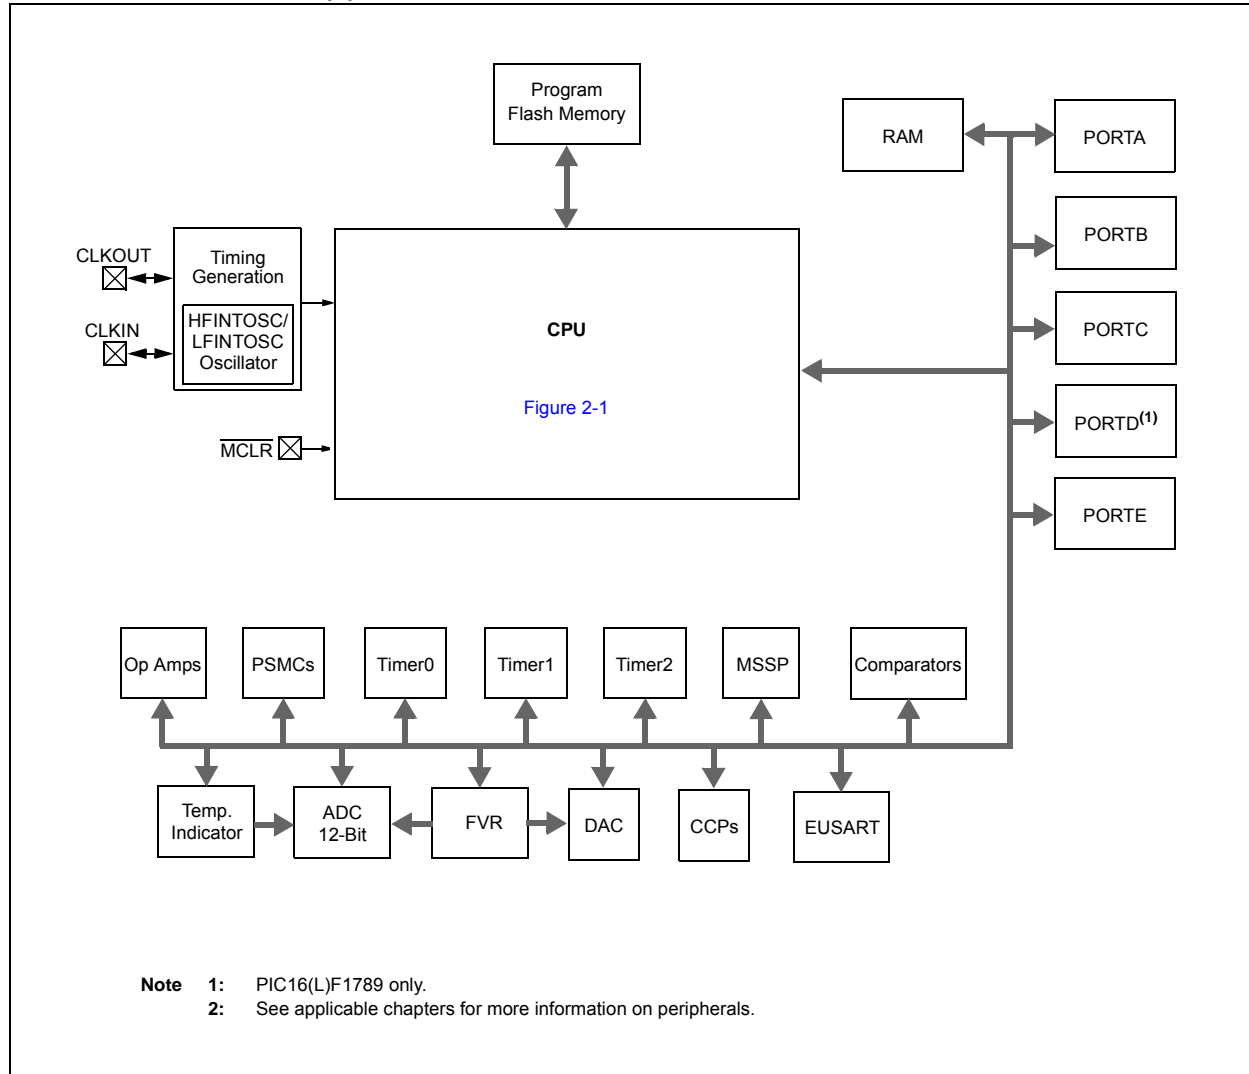 Program
Flash Memory
RAM
PORTA
PORTB
PORTC
PORTD(1)
PORTE
CLKOUT
CLKIN
Timing
Generation
HFINTOSC/
LFINTOSC
Oscillator
MCLR
CPU
Figure 2-1
Op Amps
PSMCs
Timer0
Timer1
Timer2
MSSP
Comparators
Temp.
Indicator
ADC
12-Bit
FVR
DAC
CCPs
EUSART
Note 1: PIC16(L)F1789 only.
2: See applicable chapters for more information on peripherals.